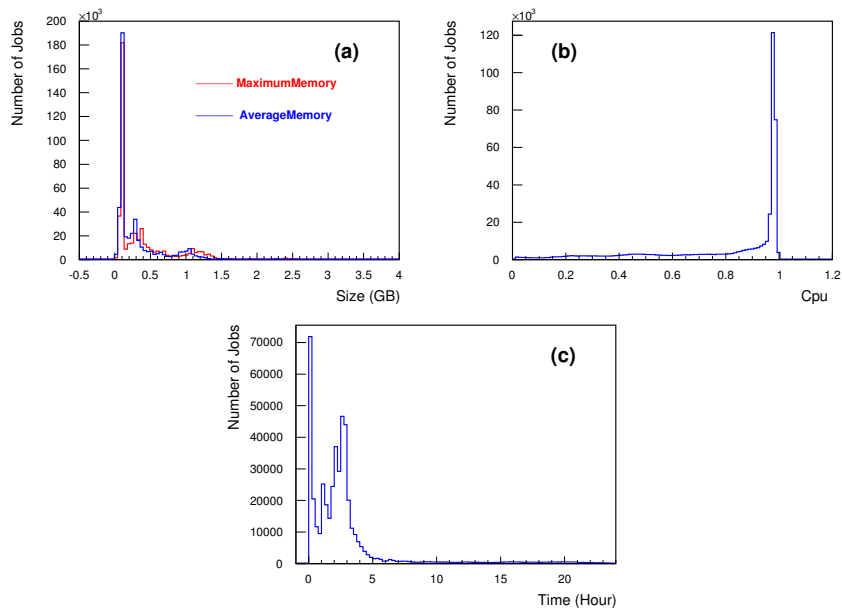 ×10³
Number of Jobs
200
180
160
140
120
100
80
60
40
20
0
(a)
MaximumMemory
AverageMemory
-0.5 0 0.5 1 1.5 2 2.5 3 3.5 4
Size (GB)
×10³
Number of Jobs
120
100
80
60
40
20
0
(b)
0 0.2 0.4 0.6 0.8 1 1.2
Cpu
Number of Jobs
70000
60000
50000
40000
30000
20000
10000
0
(c)
0 5 10 15 20
Time (Hour)